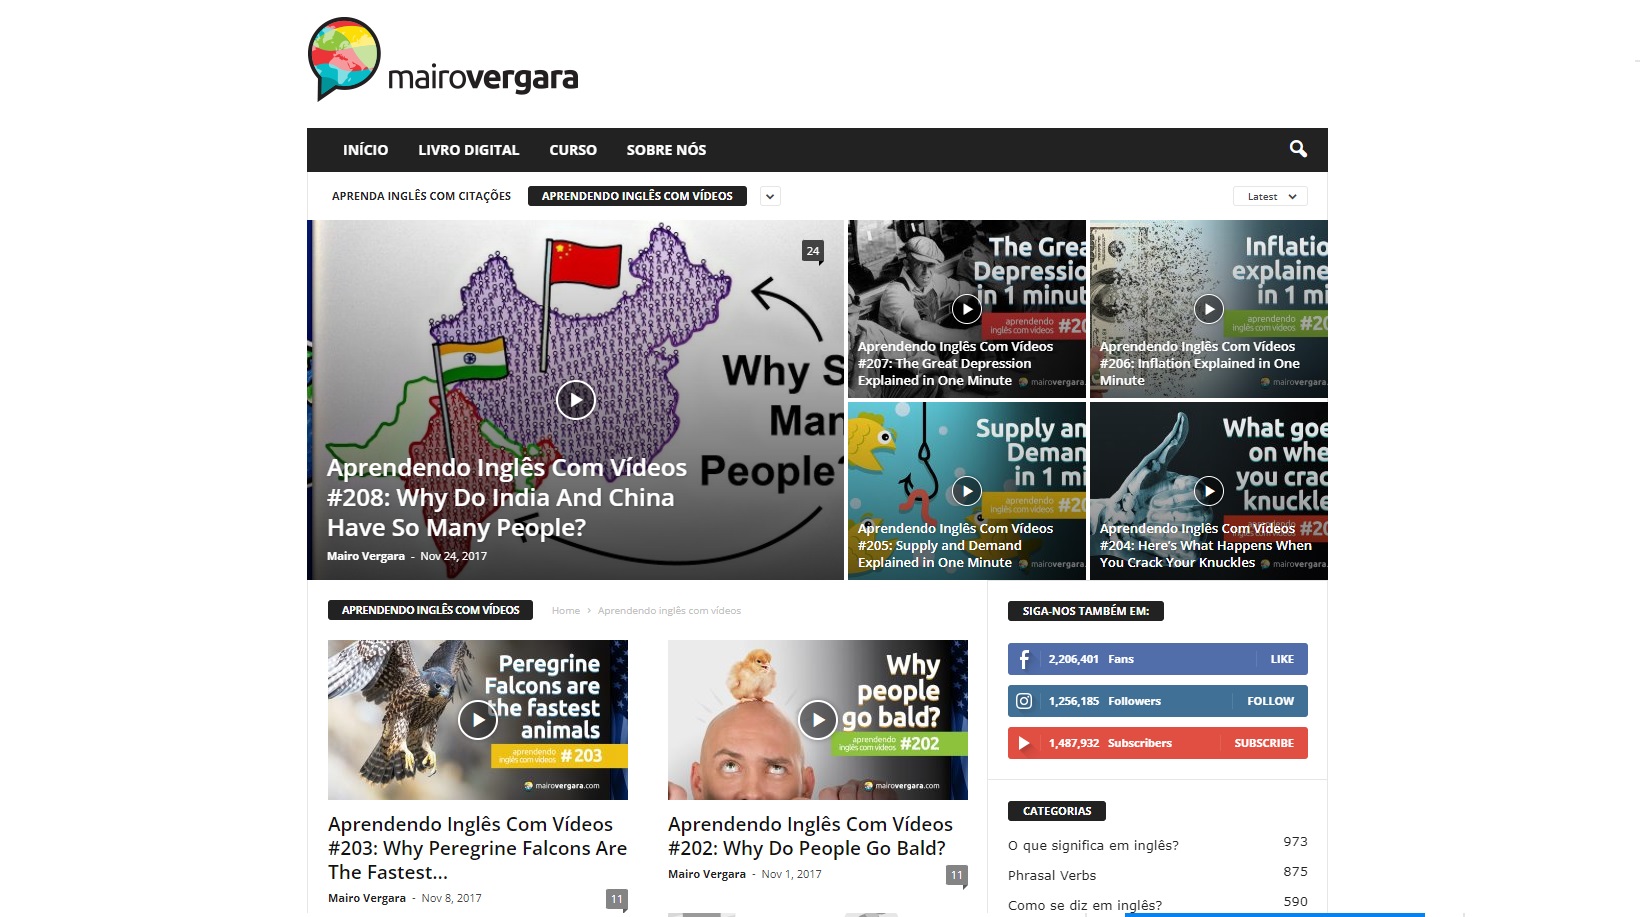 mairovergara
INÍCIO LIVRO DIGITAL CURSO SOBRE NÓS
APRENDA INGLÊS COM CITAÇÕES APRENDENDO INGLÊS COM VÍDEOS
Latest
24
Why S
Man
People?
Aprendendo Inglês Com Vídeos
#208: Why Do India And China
Have So Many People?
Mairo Vergara - Nov 24, 2017
The Grea
Depressio
in 1 minut
aprendendo
inglês com vídeos #20
Aprendendo Inglês Com Vídeos
#207: The Great Depression
Explained in One Minute
mairovergara.
Inflatio
explaine
in 1 mi
aprendendo
inglês com vídeos #20
Aprendendo Inglês Com Vídeos
#206: Inflation Explained in One
Minute
mairovergara.
Supply an
Deman
in 1 mi
aprendendo
inglês com vídeos #20
Aprendendo Inglês Com Vídeos
#205: Supply and Demand
Explained in One Minute
mairovergara.
What goe
on whe
you crac
knuckle
#20
Aprendendo Inglês Com Vídeos
#204: Here's What Happens When
You Crack Your Knuckles
mairovergara.
APRENDENDO INGLÊS COM VÍDEOS
Home › Aprendendo inglês com vídeos
Peregrine
Falcons are
the fastest
animals
aprendendo
inglês com vídeos #203
mairovergara.com
Aprendendo Inglês Com Vídeos
#203: Why Peregrine Falcons Are
The Fastest...
Mairo Vergara - Nov 8, 2017
11
Why
people
go bald?
aprendendo
inglês com vídeos #202
mairovergara.com
Aprendendo Inglês Com Vídeos
#202: Why Do People Go Bald?
Mairo Vergara - Nov 1, 2017
11
SIGA-NOS TAMBÉM EM:
2,206,401 Fans LIKE
1,256,185 Followers FOLLOW
1,487,932 Subscribers SUBSCRIBE
CATEGORIAS
O que significa em inglês? 973
Phrasal Verbs 875
Como se diz em inglês? 590